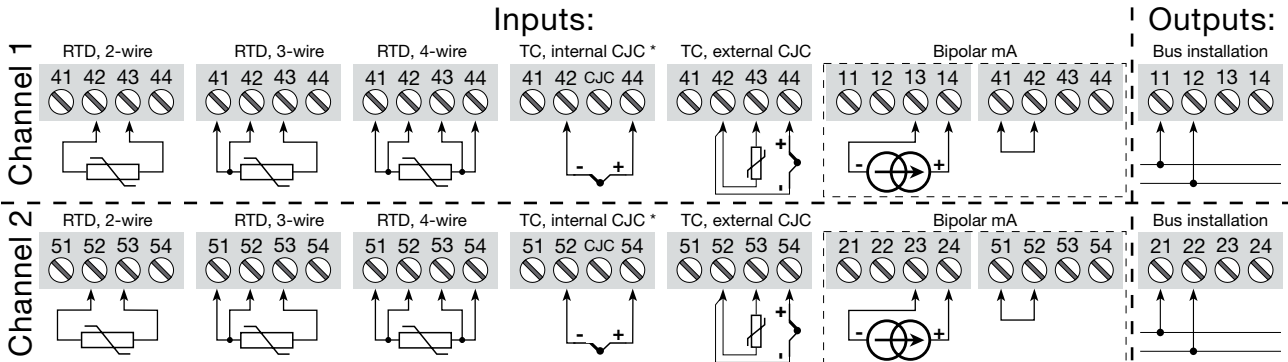 Inputs:
Outputs:
Channel 1
RTD, 2-wire
RTD, 3-wire
RTD, 4-wire
TC, internal CJC *
TC, external CJC
Bipolar mA
Bus installation
41 42 43 44
41 42 43 44
41 42 43 44
41 42 CJC 44
41 42 43 44
11 12 13 14
41 42 43 44
11 12 13 14
- +
+ -
- +
Channel 2
RTD, 2-wire
RTD, 3-wire
RTD, 4-wire
TC, internal CJC *
TC, external CJC
Bipolar mA
Bus installation
51 52 53 54
51 52 53 54
51 52 53 54
51 52 CJC 54
51 52 53 54
21 22 23 24
51 52 53 54
21 22 23 24
- +
+ -
- +